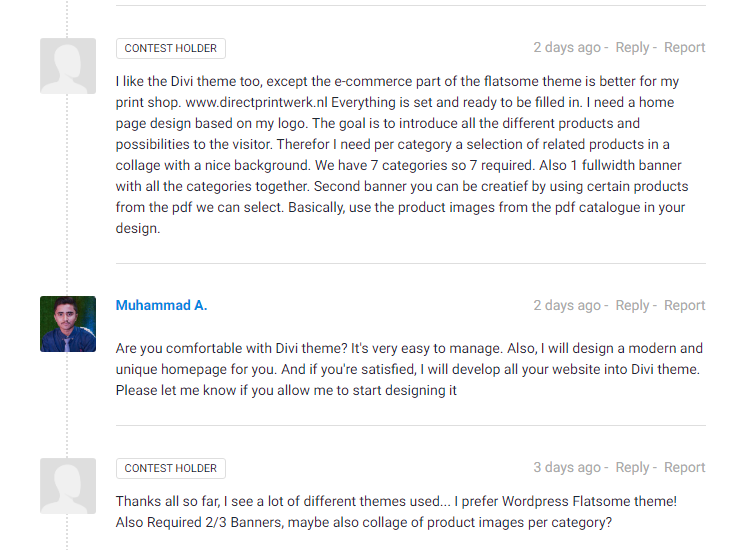 CONTEST HOLDER 2 days ago - Reply - Report
I like the Divi theme too, except the e-commerce part of the flatsome theme is better for my
print shop. www.directprintwerk.nl Everything is set and ready to be filled in. I need a home
page design based on my logo. The goal is to introduce all the different products and
possibilities to the visitor. Therefor I need per category a selection of related products in a
collage with a nice background. We have 7 categories so 7 required. Also 1 fullwidth banner
with all the categories together. Second banner you can be creatief by using certain products
from the pdf we can select. Basically, use the product images from the pdf catalogue in your
design.
Muhammad A. 2 days ago - Reply - Report
Are you comfortable with Divi theme? It's very easy to manage. Also, I will design a modern and
unique homepage for you. And if you're satisfied, I will develop all your website into Divi theme.
Please let me know if you allow me to start designing it
CONTEST HOLDER 3 days ago - Reply - Report
Thanks all so far, I see a lot of different themes used... I prefer Wordpress Flatsome theme!
Also Required 2/3 Banners, maybe also collage of product images per category?